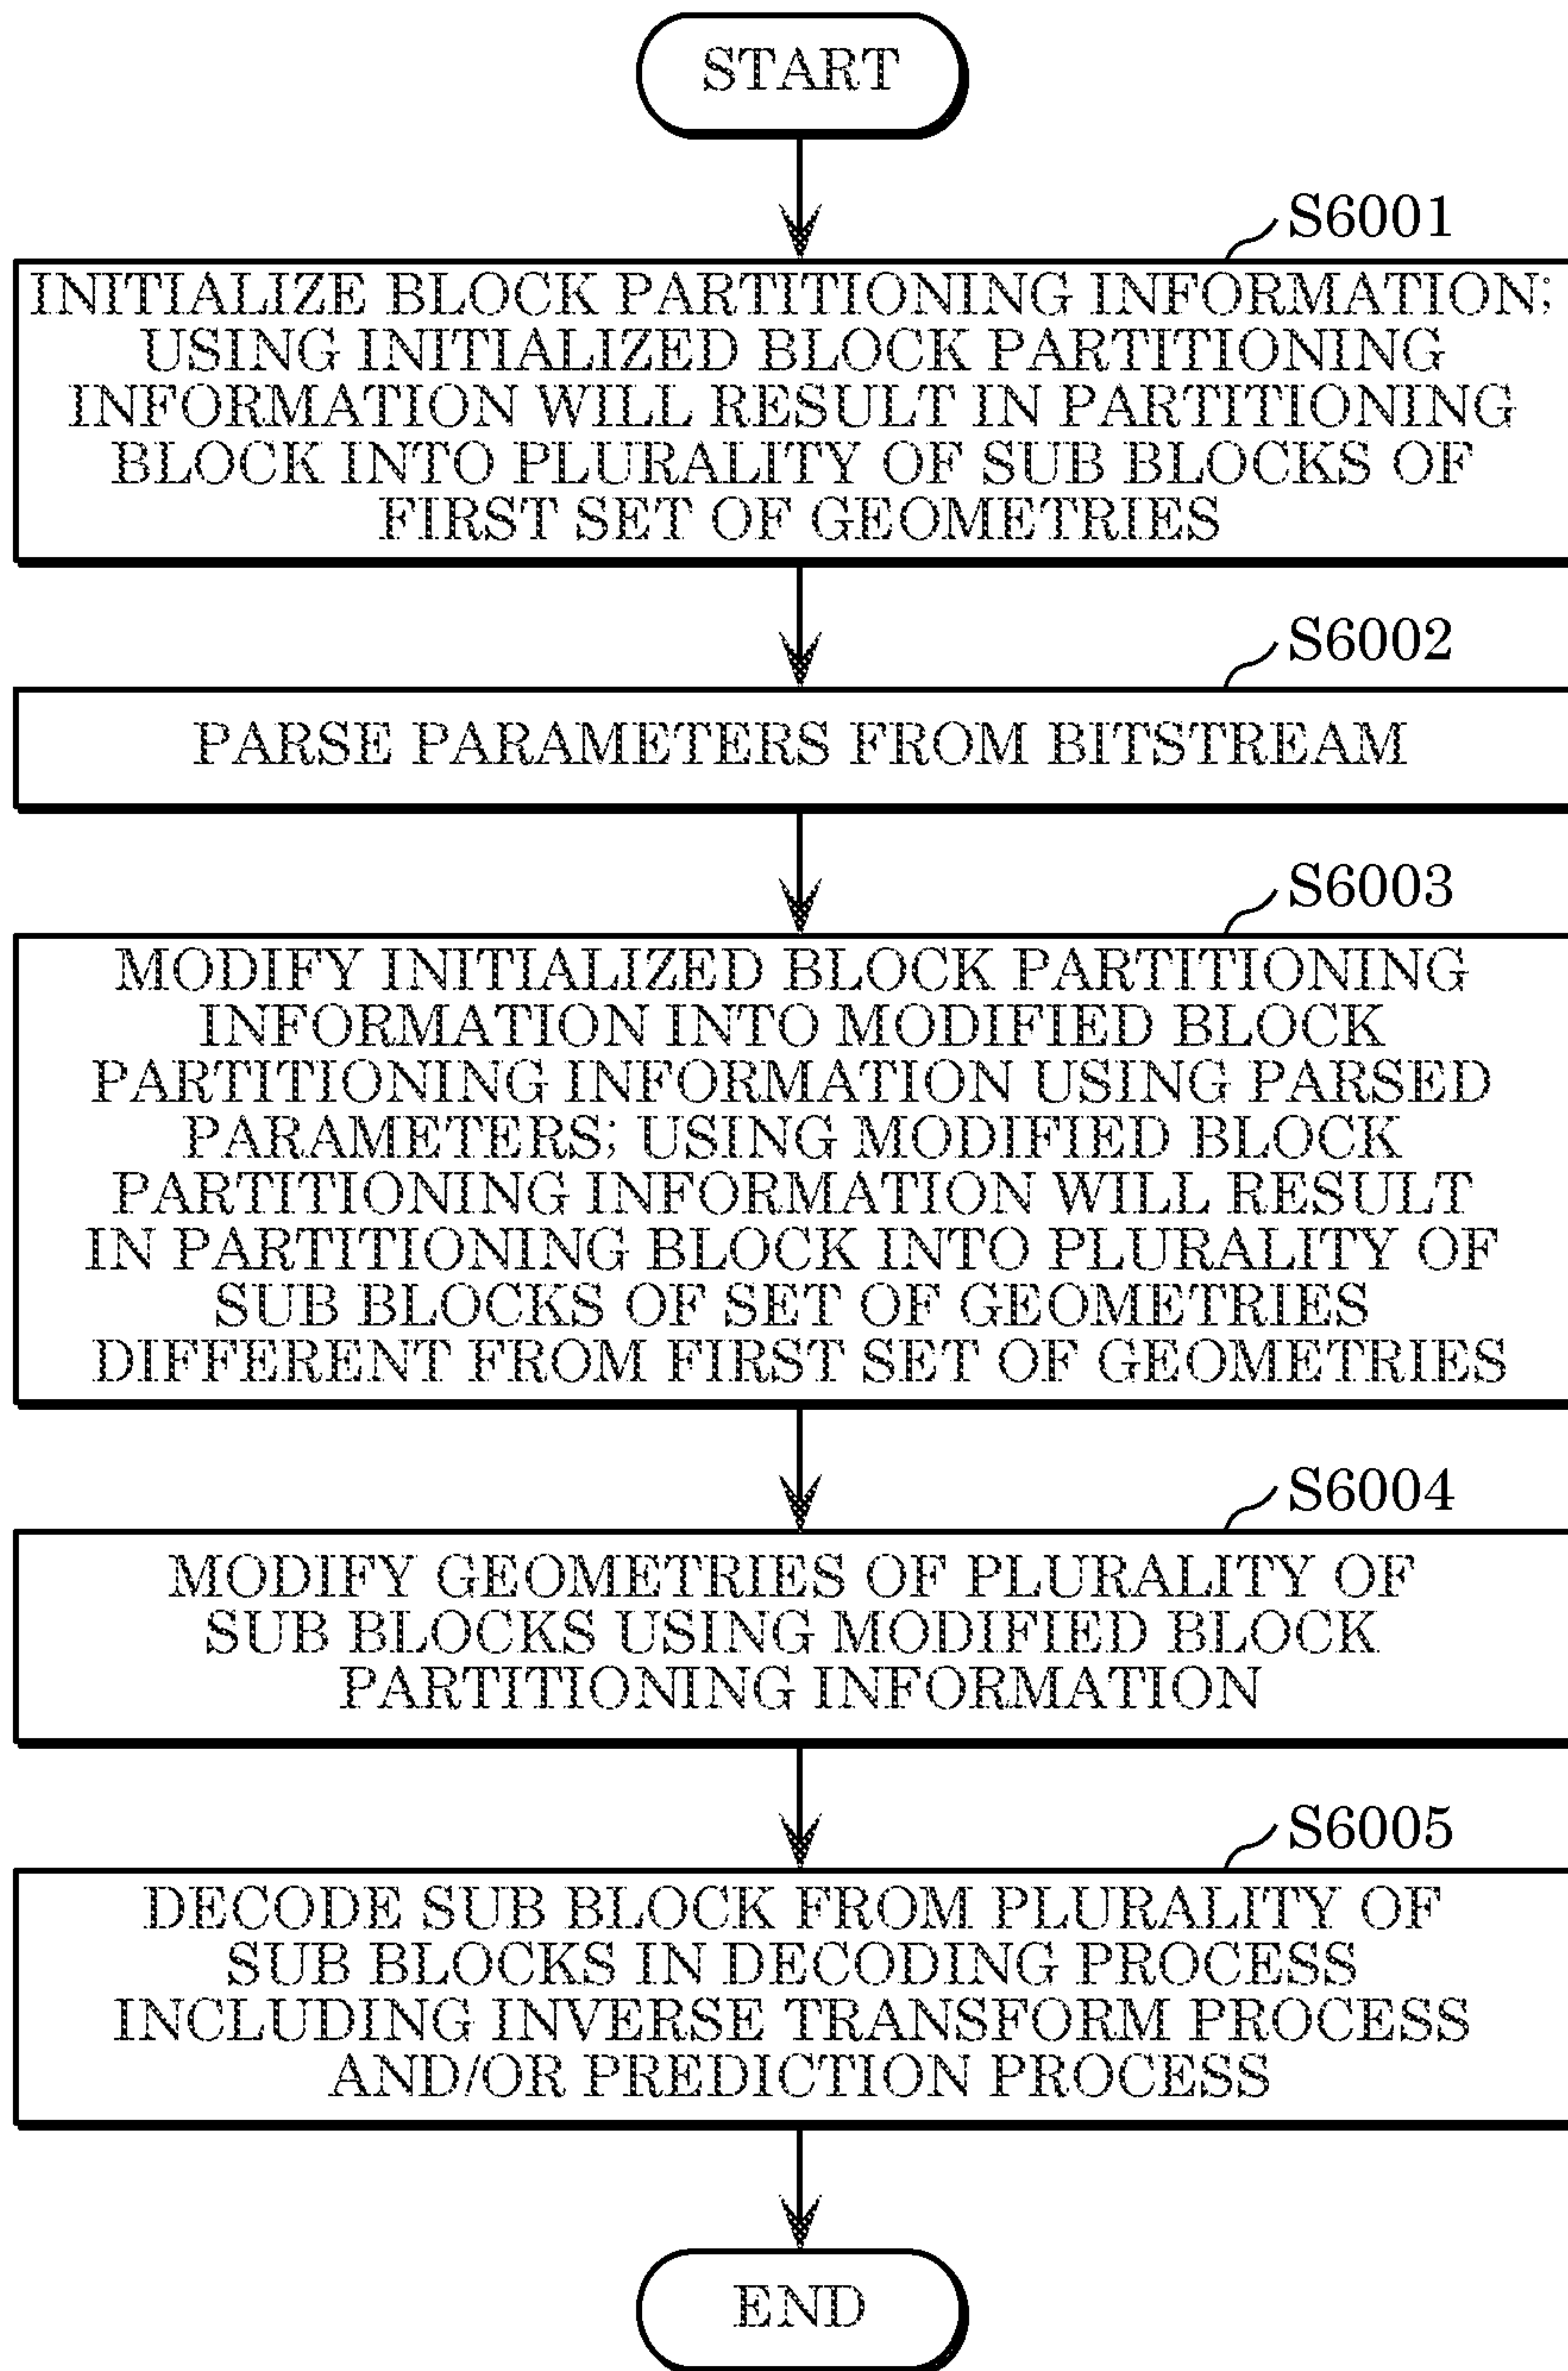 START
S6001
INITIALIZE BLOCK PARTITIONING INFORMATION;
USING INITIALIZED BLOCK PARTITIONING
INFORMATION WILL RESULT IN PARTITIONING
BLOCK INTO PLURALITY OF SUB BLOCKS OF
FIRST SET OF GEOMETRIES
S6002
PARSE PARAMETERS FROM BITSTREAM
S6003
MODIFY INITIALIZED BLOCK PARTITIONING
INFORMATION INTO MODIFIED BLOCK
PARTITIONING INFORMATION USING PARSED
PARAMETERS; USING MODIFIED BLOCK
PARTITIONING INFORMATION WILL RESULT
IN PARTITIONING BLOCK INTO PLURALITY OF
SUB BLOCKS OF SET OF GEOMETRIES
DIFFERENT FROM FIRST SET OF GEOMETRIES
S6004
MODIFY GEOMETRIES OF PLURALITY OF
SUB BLOCKS USING MODIFIED BLOCK
PARTITIONING INFORMATION
S6005
DECODE SUB BLOCK FROM PLURALITY OF
SUB BLOCKS IN DECODING PROCESS
INCLUDING INVERSE TRANSFORM PROCESS
AND/OR PREDICTION PROCESS
END